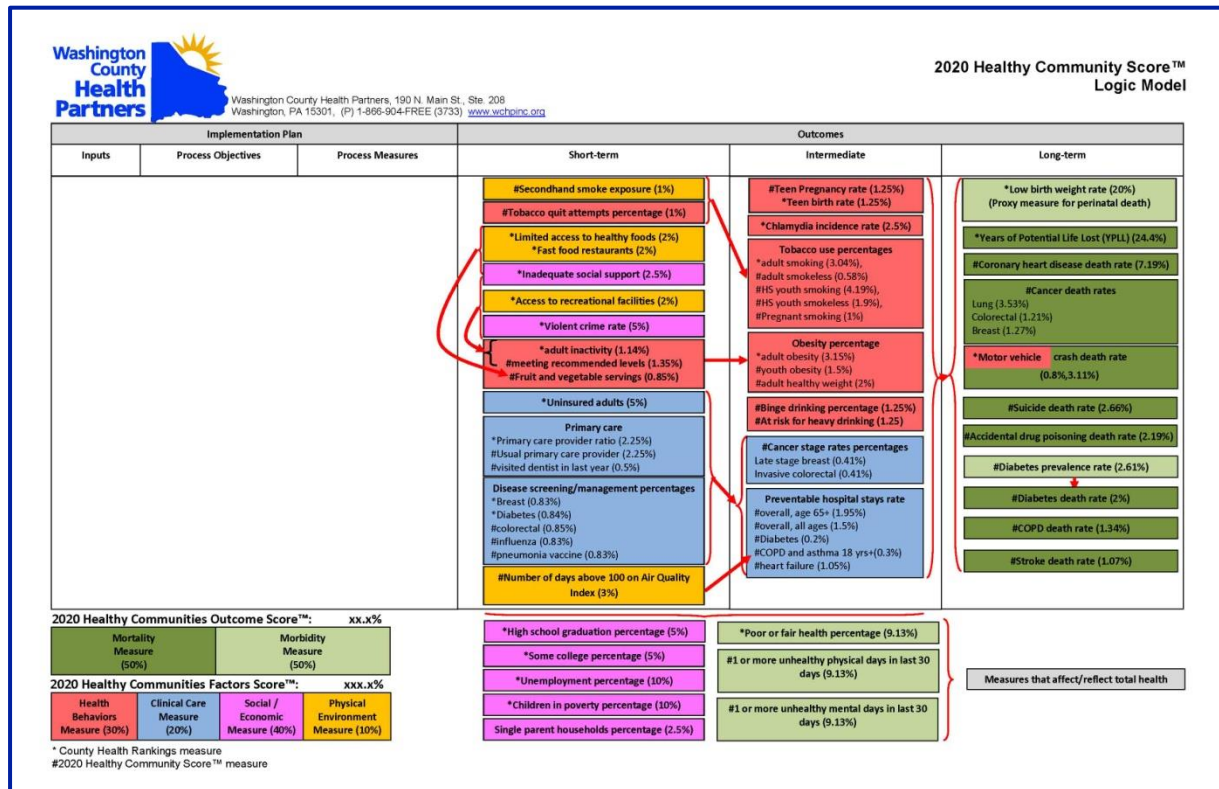 Washington
County
Health
Partners
Washington County Health Partners, 190 N. Main St., Ste. 208
Washington, PA 15301, (P) 1-866-904-FREE (3733) www.wchpinc.org
2020 Healthy Community Score™
Logic Model
Implementation Plan
Outcomes
Inputs
Process Objectives
Process Measures
Short-term
Intermediate
Long-term
#Secondhand smoke exposure (1%)
#Tobacco quit attempts percentage (1%)
*Limited access to healthy foods (2%)
*Fast food restaurants (2%)
*Inadequate social support (2.5%)
*Access to recreational facilities (2%)
*Violent crime rate (5%)
*adult inactivity (1.14%)
#meeting recommended levels (1.35%)
#Fruit and vegetable servings (0.85%)
*Uninsured adults (5%)
Primary care
*Primary care provider ratio (2.25%)
#Usual primary care provider (2.25%)
#visited dentist in last year (0.5%)
Disease screening/management percentages
*Breast (0.83%)
*Diabetes (0.84%)
#colorectal (0.85%)
#influenza (0.83%)
#pneumonia vaccine (0.83%)
#Number of days above 100 on Air Quality
Index (3%)
#Teen Pregnancy rate (1.25%)
*Teen birth rate (1.25%)
*Chlamydia incidence rate (2.5%)
Tobacco use percentages
*adult smoking (3.04%),
#adult smokeless (0.58%)
#HS youth smoking (4.19%),
#HS youth smokeless (1.9%),
#Pregnant smoking (1%)
Obesity percentage
*adult obesity (3.15%)
#youth obesity (1.5%)
#adult healthy weight (2%)
#Binge drinking percentage (1.25%)
#At risk for heavy drinking (1.25)
#Cancer stage rates percentages
Late stage breast (0.41%)
Invasive colorectal (0.41%)
Preventable hospital stays rate
#overall, age 65+ (1.95%)
#overall, all ages (1.5%)
#Diabetes (0.2%)
#COPD and asthma 18 yrs+(0.3%)
#heart failure (1.05%)
*Low birth weight rate (20%)
(Proxy measure for perinatal death)
*Years of Potential Life Lost (YPLL) (24.4%)
#Coronary heart disease death rate (7.19%)
#Cancer death rates
Lung (3.53%)
Colorectal (1.21%)
Breast (1.27%)
*Motor vehicle crash death rate
(0.8%,3.11%)
#Suicide death rate (2.66%)
#Accidental drug poisoning death rate (2.19%)
#Diabetes prevalence rate (2.61%)
#Diabetes death rate (2%)
#COPD death rate (1.34%)
#Stroke death rate (1.07%)
2020 Healthy Communities Outcome Score™: xx.x%
Mortality
Measure
(50%)
Morbidity
Measure
(50%)
2020 Healthy Communities Factors Score™: xxx.x%
Health
Behaviors
Measure (30%)
Clinical Care
Measure
(20%)
Social /
Economic
Measure (40%)
Physical
Environment
Measure (10%)
* County Health Rankings measure
#2020 Healthy Community Score™ measure
*High school graduation percentage (5%)
*Some college percentage (5%)
*Unemployment percentage (10%)
*Children in poverty percentage (10%)
Single parent households percentage (2.5%)
*Poor or fair health percentage (9.13%)
#1 or more unhealthy physical days in last 30
days (9.13%)
#1 or more unhealthy mental days in last 30
days (9.13%)
Measures that affect/reflect total health